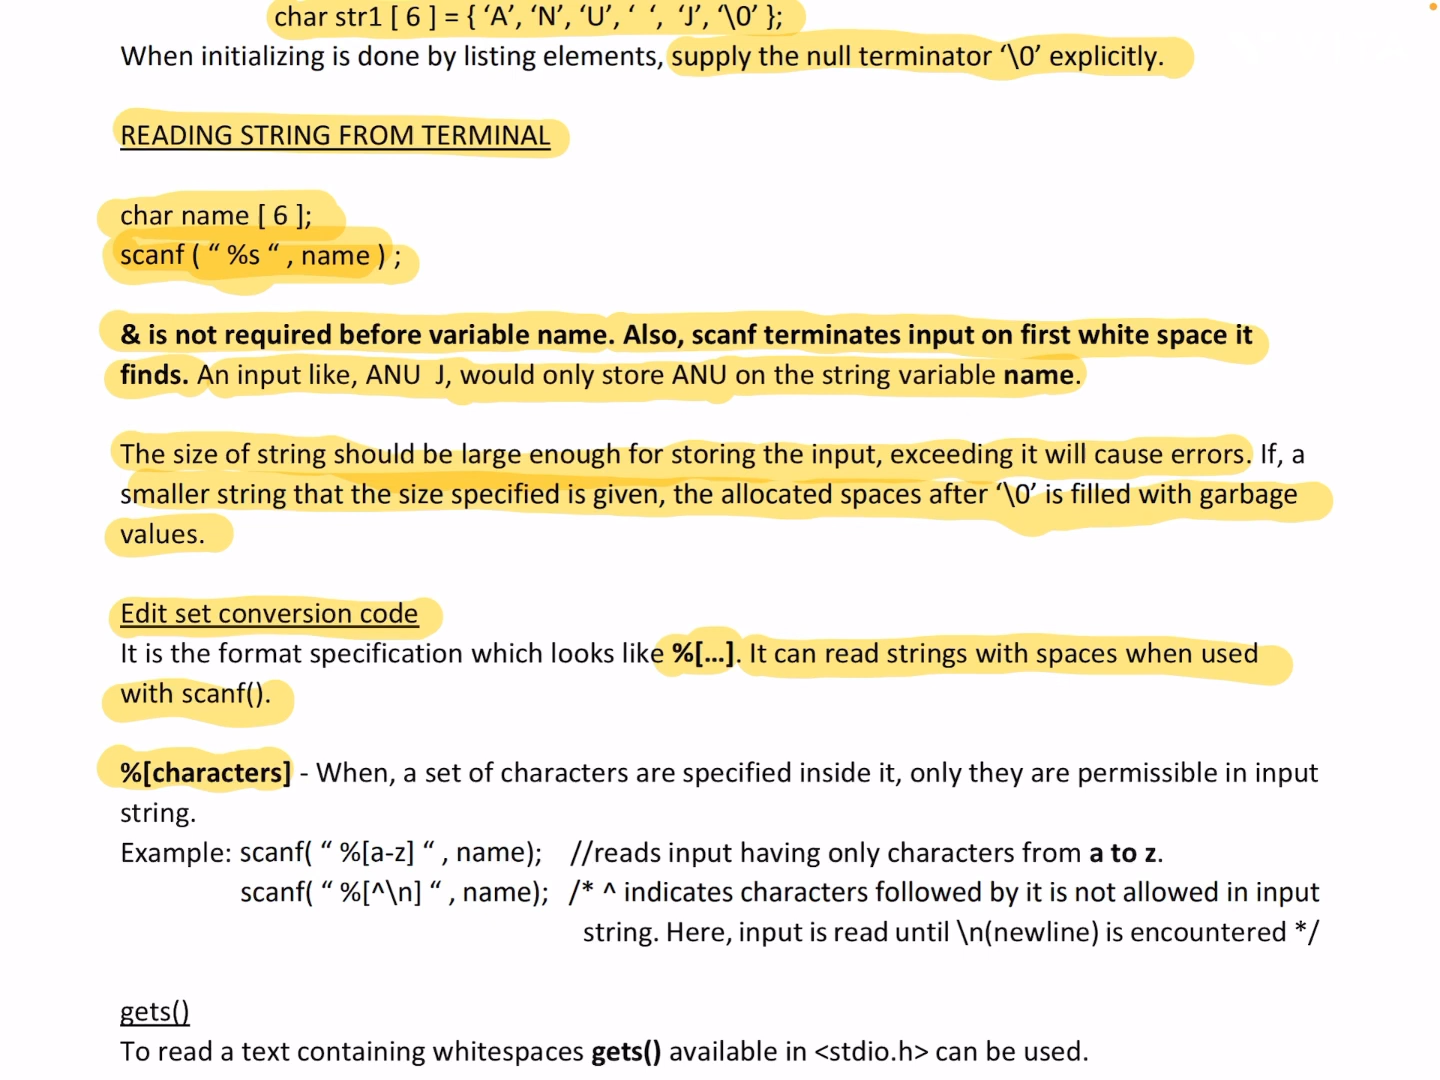 char str1 [ 6 ] = { ‘A’, ‘N’, ‘U’, ‘ ‘, ‘J’, ‘\0’ };
When initializing is done by listing elements, supply the null terminator ‘\0’ explicitly.
READING STRING FROM TERMINAL
char name [ 6 ];
scanf ( “ %s “ , name ) ;
& is not required before variable name. Also, scanf terminates input on first white space it
finds. An input like, ANU J, would only store ANU on the string variable name.
The size of string should be large enough for storing the input, exceeding it will cause errors. If, a
smaller string that the size specified is given, the allocated spaces after ‘\0’ is filled with garbage
values.
Edit set conversion code
It is the format specification which looks like %[...]. It can read strings with spaces when used
with scanf().
%[characters] - When, a set of characters are specified inside it, only they are permissible in input
string.
Example: scanf( “ %[a-z] “ , name); //reads input having only characters from a to z.
scanf( “ %[^\n] “ , name); /* ^ indicates characters followed by it is not allowed in input
string. Here, input is read until \n(newline) is encountered */
gets()
To read a text containing whitespaces gets() available in <stdio.h> can be used.